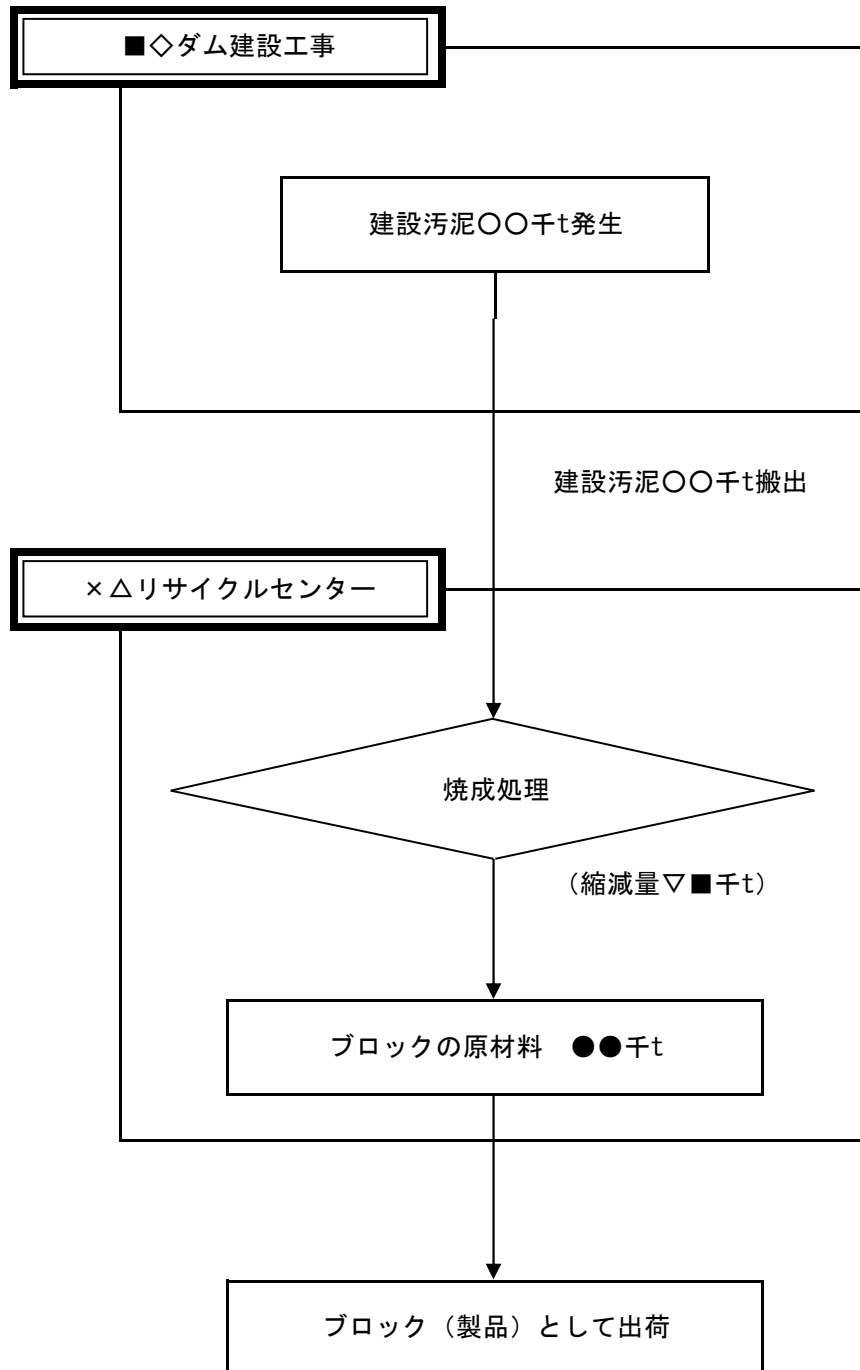 ■◇ダム建設工事
建設汚泥〇〇千t発生
建設汚泥〇〇千t搬出
×△リサイクルセンター
焼成処理
（縮減量▽■千t）
ブロックの原材料　●●千t
ブロック（製品）として出荷